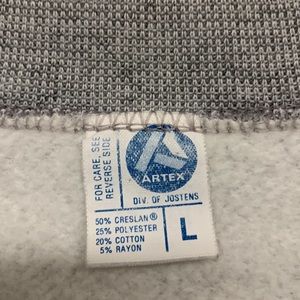 FOR CARE, SEE
REVERSE SIDE
ARTEX
DIV. OF JOSTENS
50% CRESLAN®
25% POLYESTER
20% COTTON
5% RAYON
L